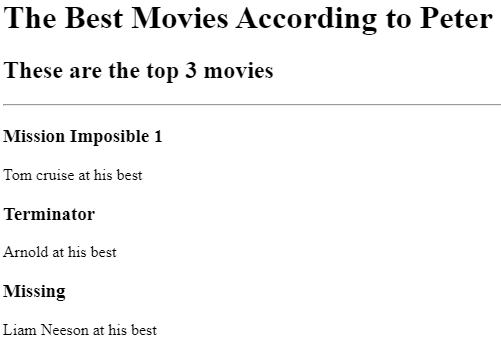 The Best Movies According to Peter
These are the top 3 movies
Mission Imposible 1
Tom cruise at his best
Terminator
Arnold at his best
Missing
Liam Neeson at his best